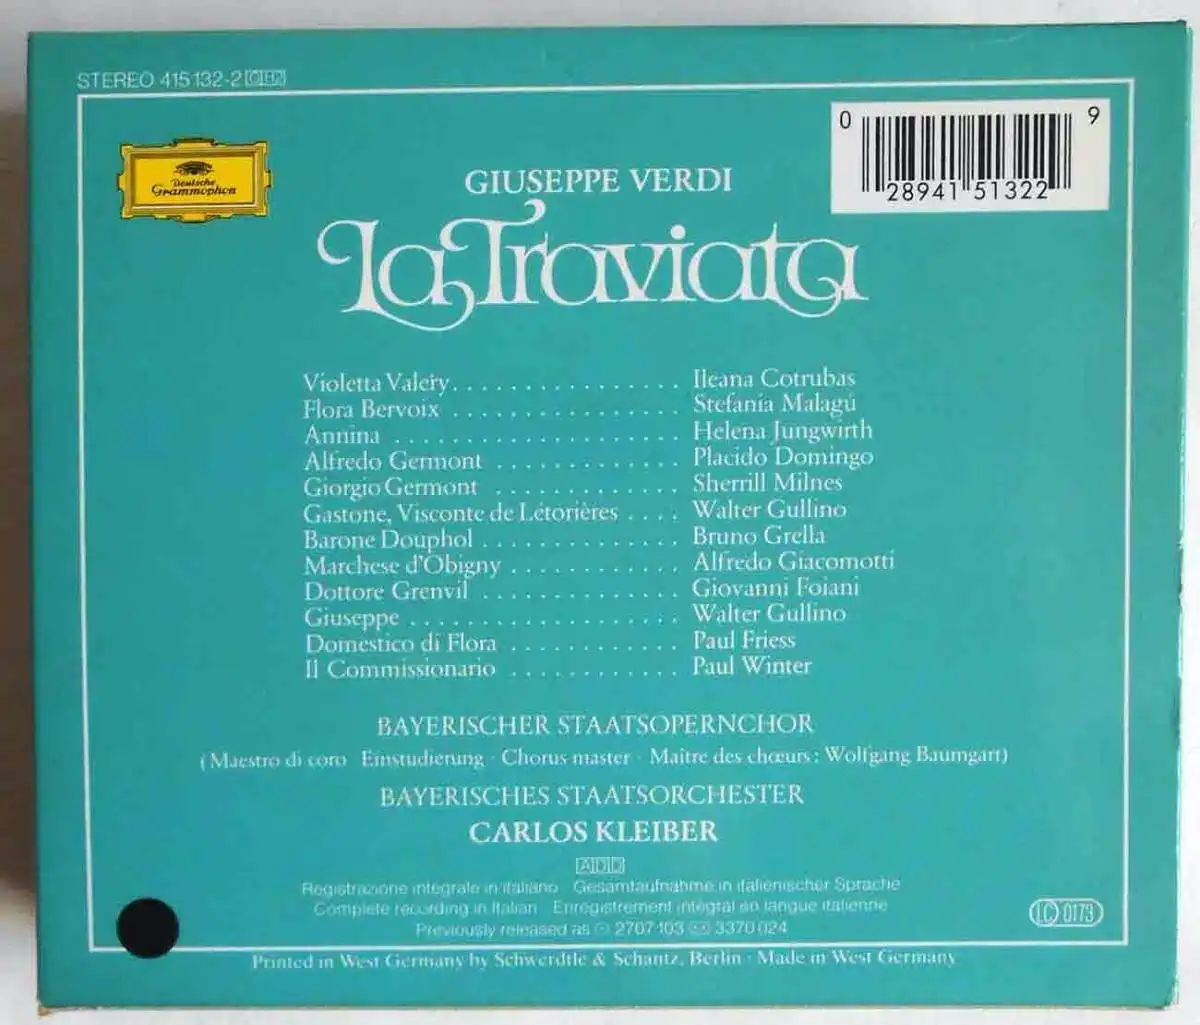 STEREO 415 132-2 GH2
Deutsche
Grammophon
0 28941 51322 9
GIUSEPPE VERDI
La Traviata
Violetta Valery . . . . . . . . . . . . . . . . Ileana Cotrubas
Flora Bervoix . . . . . . . . . . . . . . . . Stefania Malagú
Annina . . . . . . . . . . . . . . . . . . . . Helena Jungwirth
Alfredo Germont . . . . . . . . . . . . . Placido Domingo
Giorgio Germont . . . . . . . . . . . . . Sherrill Milnes
Gastone, Visconte de Létorières . . . . Walter Gullino
Barone Douphol . . . . . . . . . . . . . . Bruno Grella
Marchese d'Obigny . . . . . . . . . . . . Alfredo Giacomotti
Dottore Grenvil . . . . . . . . . . . . . . Giovanni Foiani
Giuseppe . . . . . . . . . . . . . . . . . . . Walter Gullino
Domestico di Flora . . . . . . . . . . . . Paul Friess
Il Commissionario . . . . . . . . . . . . Paul Winter
BAYERISCHER STAATSOPERNCHOR
(Maestro di coro Einstudierung · Chorus master · Maître des chœurs: Wolfgang Baumgart)
BAYERISCHES STAATSORCHESTER
CARLOS KLEIBER
ADD
Registrazione integrale in italiano Gesamtaufnahme in italienischer Sprache
Complete recording in Italian · Enregistrement intégral en langue italienne
Previously released as 2707 103 3370 024
LC 0173
Printed in West Germany by Schwerdtle & Schantz, Berlin · Made in West Germany